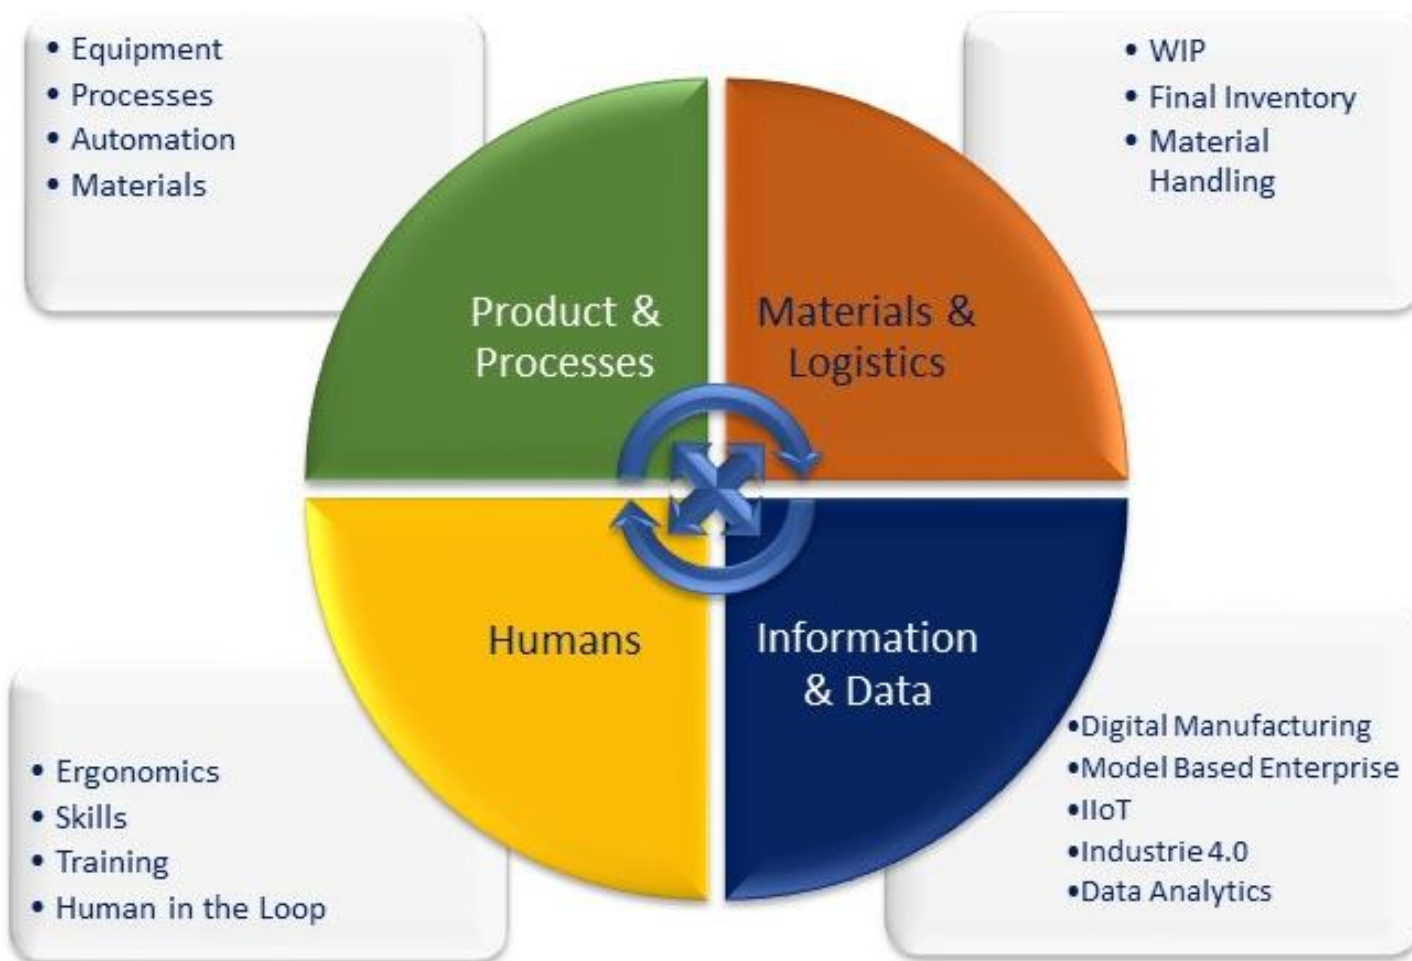 • Equipment
• Processes
• Automation
• Materials
• WIP
• Final Inventory
• Material
Handling
Product &
Processes
Materials &
Logistics
Humans
Information
& Data
• Ergonomics
• Skills
• Training
• Human in the Loop
•Digital Manufacturing
•Model Based Enterprise
•IIoT
•Industrie 4.0
•Data Analytics